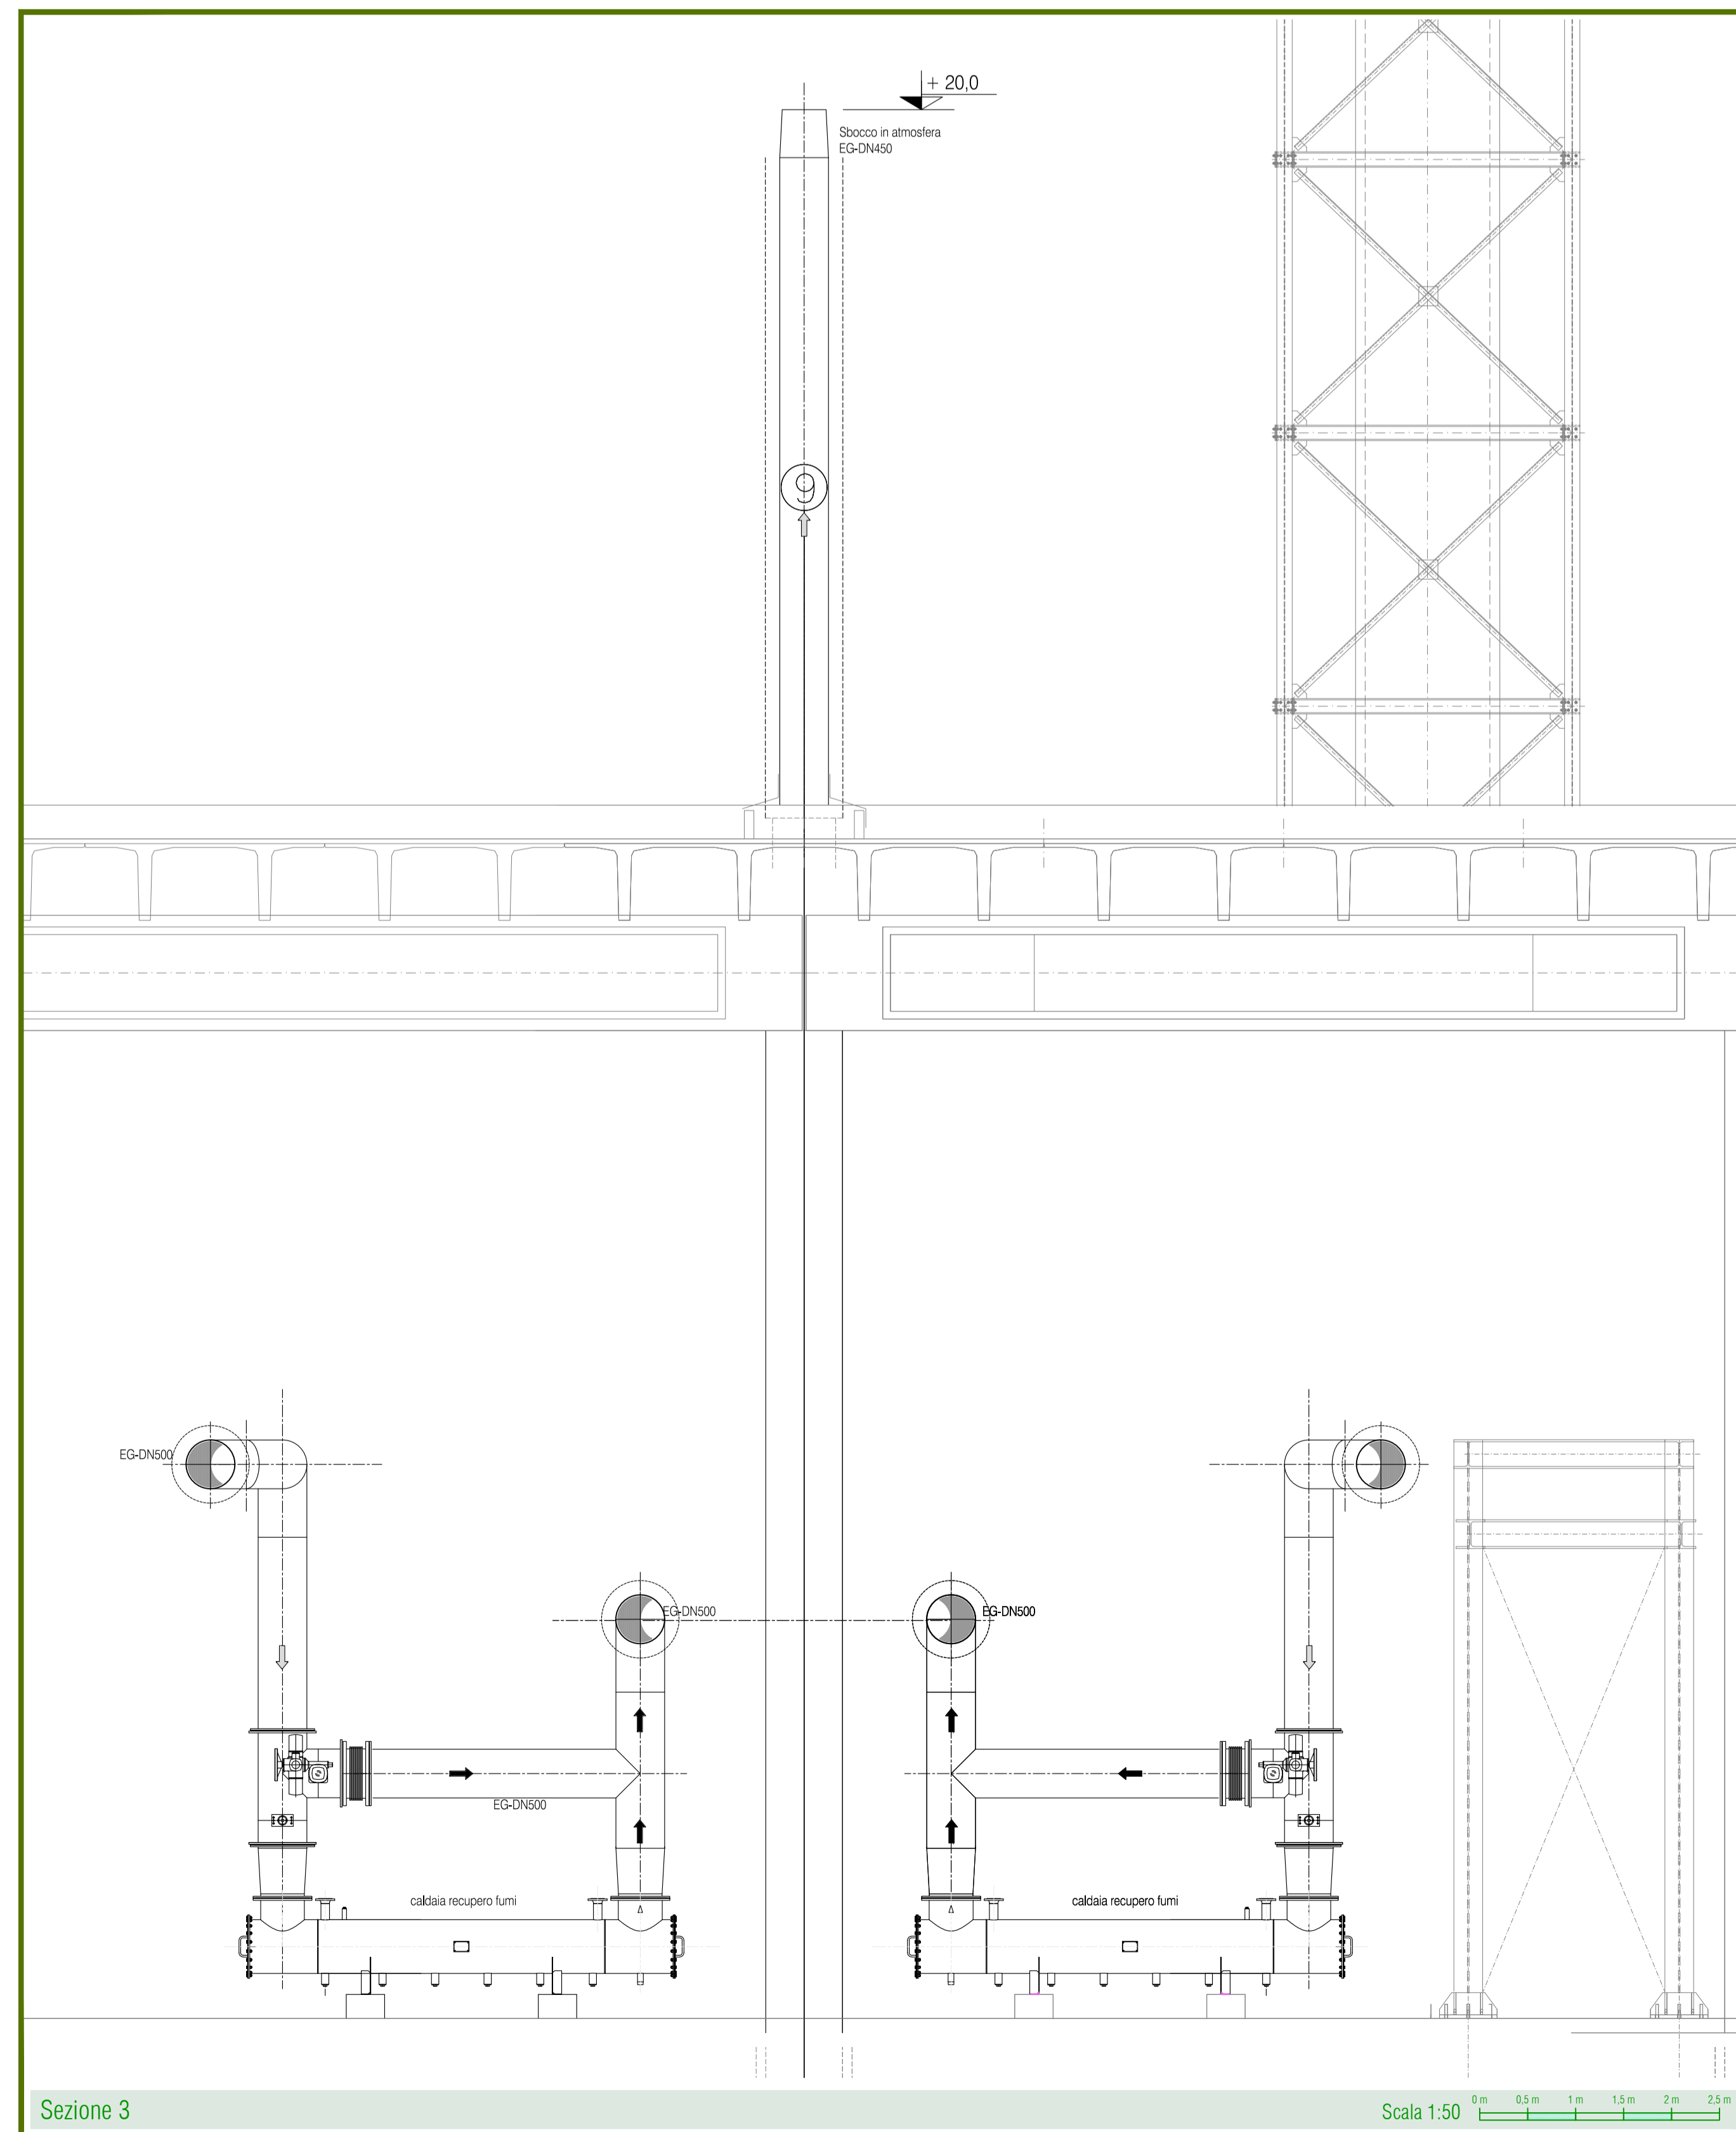 + 20,0
Sbocco in atmosfera
EG-DN450
9
EG-DN500
EG-DN500
EG-DN500
EG-DN500
caldaia recupero fumi
caldaia recupero fumi
Sezione 3
Scala 1:50
0 m 0,5 m 1 m 1,5 m 2 m 2,5 m